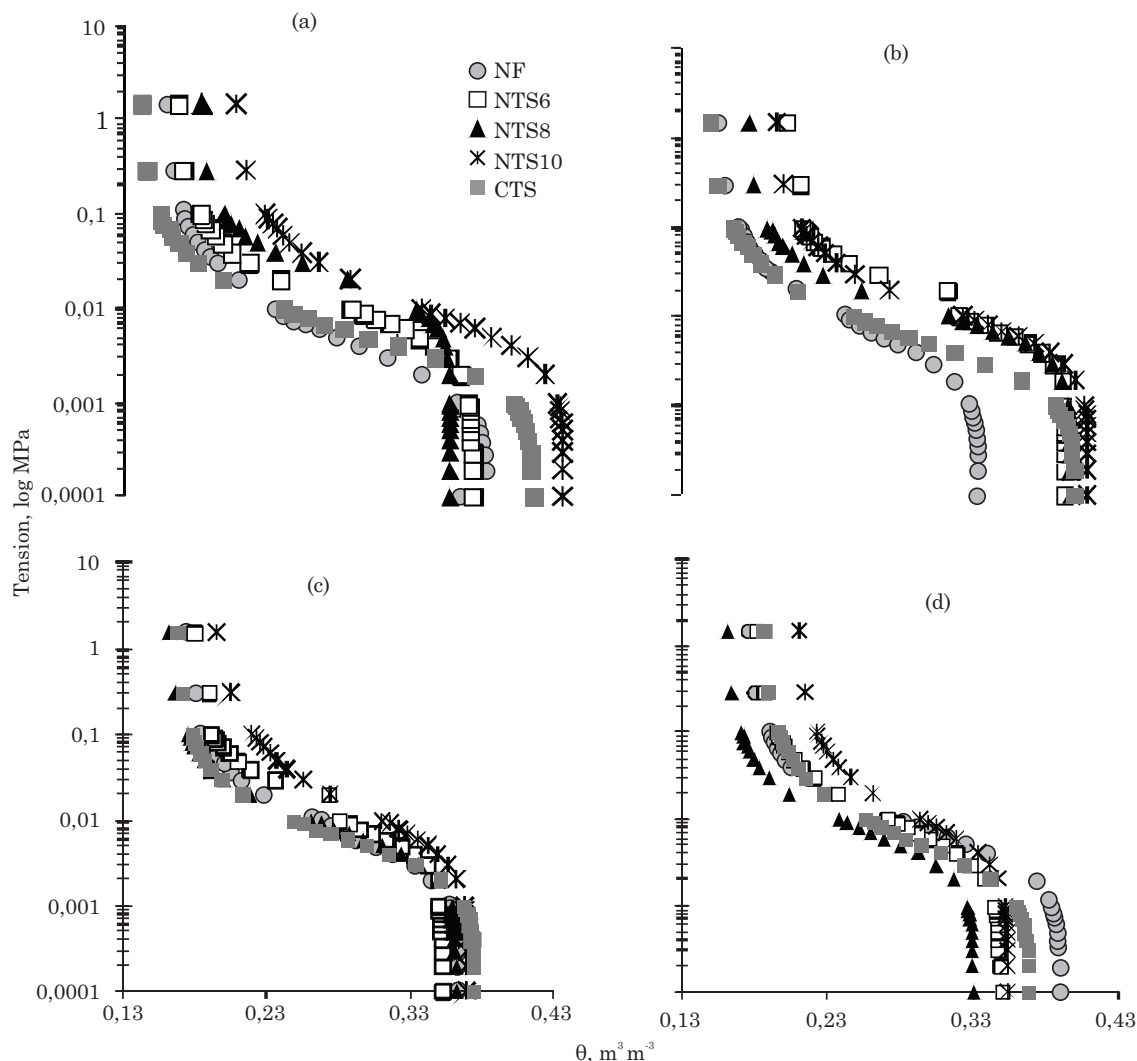 (a)
10
1
0,1
0,01
0,001
0,0001
NF
NTS6
NTS8
NTS10
CTS
(b)
Tension, log MPa
(c)
10
1
0,1
0,01
0,001
0,0001
0,13
0,23
0,33
0,43
(d)
0,13
0,23
0,33
0,43
θ, m³ m⁻³